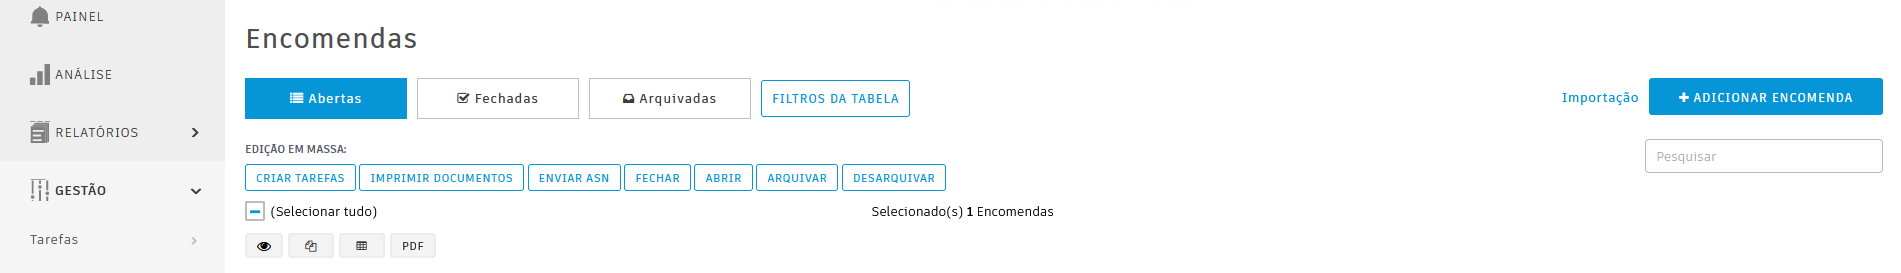 PAINEL
ANÁLISE
RELATÓRIOS
GESTÃO
Tarefas
Encomendas
Abertas
Fechadas
Arquivadas
FILTROS DA TABELA
Importação
ADICIONAR ENCOMENDA
EDIÇÃO EM MASSA:
Pesquisar
CRIAR TAREFAS
IMPRIMIR DOCUMENTOS
ENVIAR ASN
FECHAR
ABRIR
ARQUIVAR
DESARQUIVAR
(Selecionar tudo)
Selecionado(s) 1 Encomendas
PDF